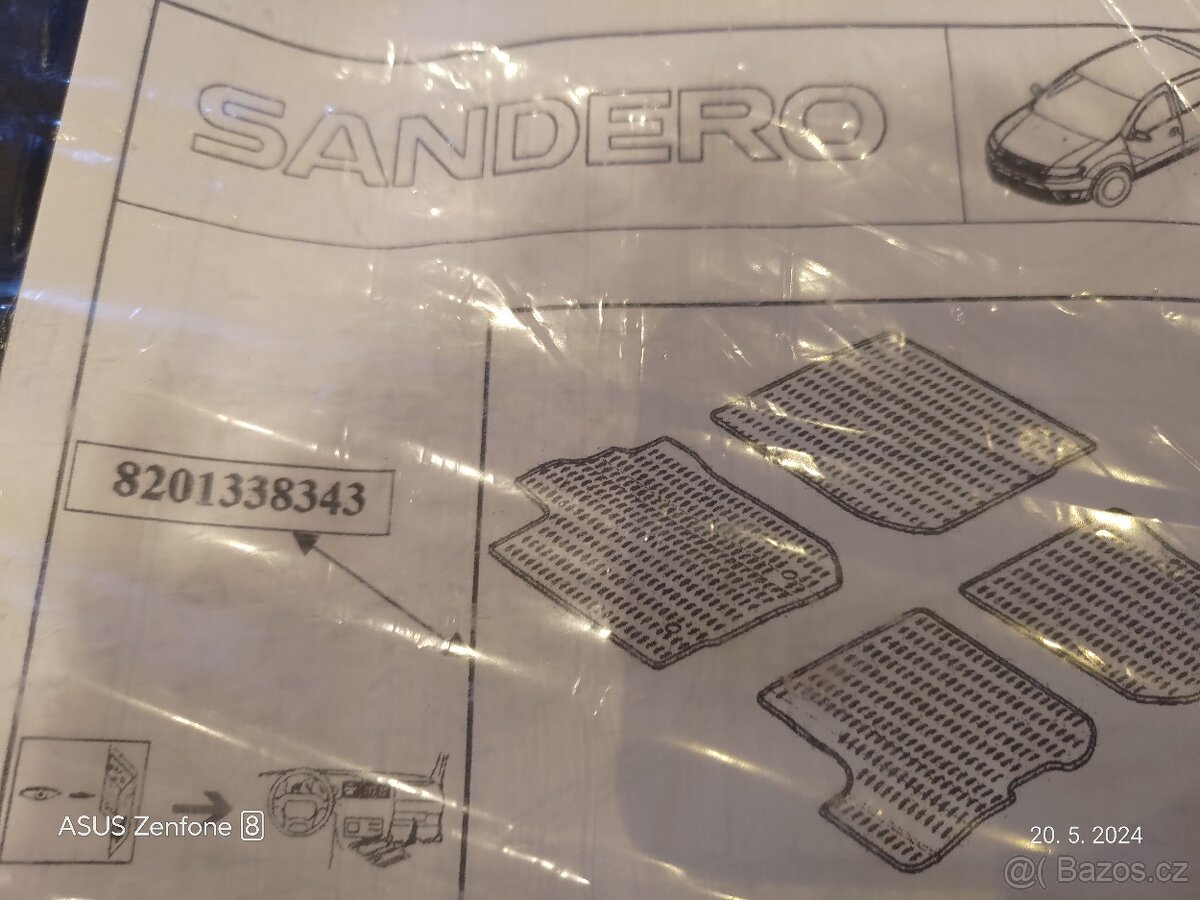 SANDERO
8201338343
ASUS Zenfone 8
20. 5. 2024
@( Bazos.cz